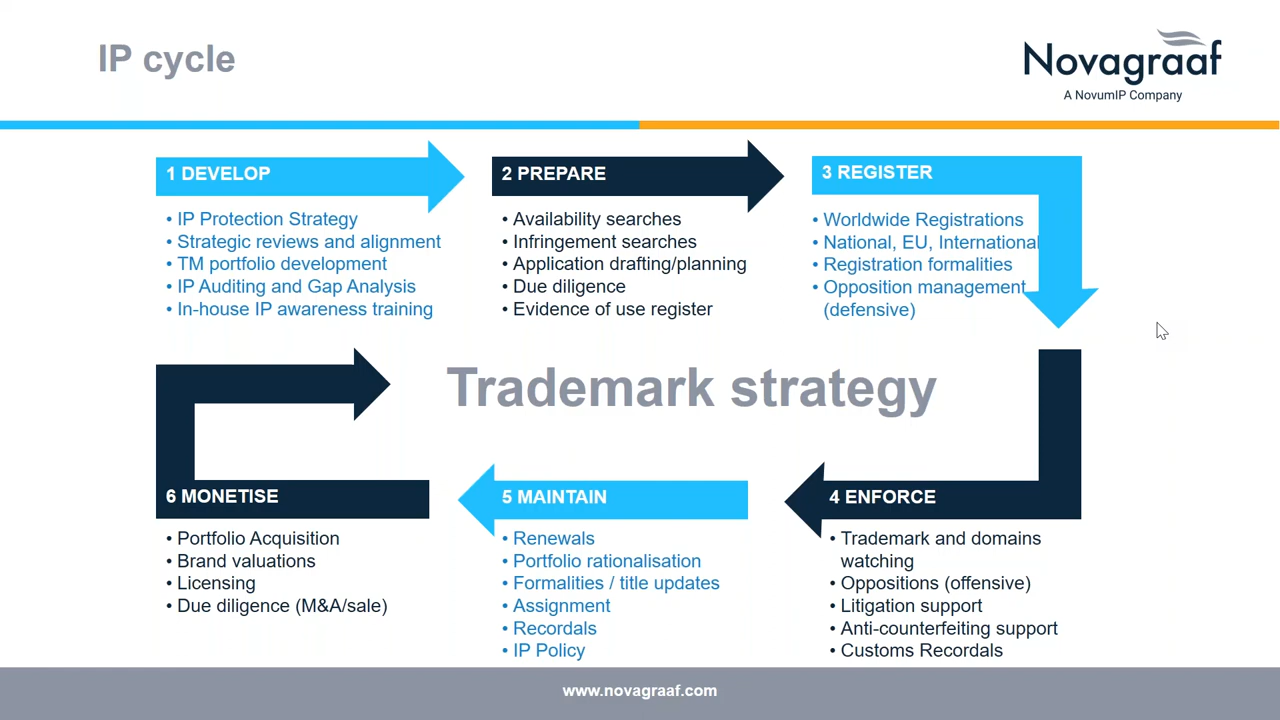 IP cycle
Novagraaf
A NovumIP Company
1 DEVELOP
• IP Protection Strategy
• Strategic reviews and alignment
• TM portfolio development
• IP Auditing and Gap Analysis
• In-house IP awareness training
2 PREPARE
• Availability searches
• Infringement searches
• Application drafting/planning
• Due diligence
• Evidence of use register
3 REGISTER
• Worldwide Registrations
• National, EU, International
• Registration formalities
• Opposition management
(defensive)
Trademark strategy
4 ENFORCE
• Trademark and domains
watching
• Oppositions (offensive)
• Litigation support
• Anti-counterfeiting support
• Customs Recordals
5 MAINTAIN
• Renewals
• Portfolio rationalisation
• Formalities / title updates
• Assignment
• Recordals
• IP Policy
6 MONETISE
• Portfolio Acquisition
• Brand valuations
• Licensing
• Due diligence (M&A/sale)
www.novagraaf.com